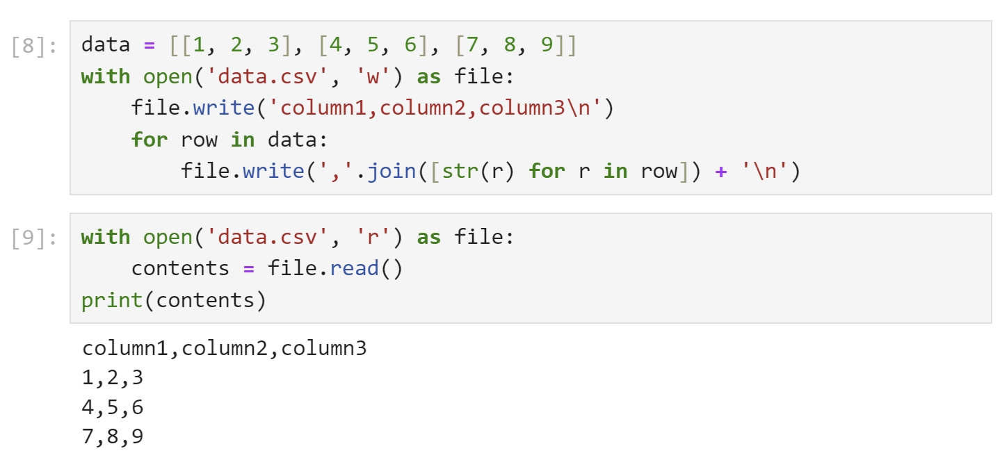 [8]: data = [[1, 2, 3], [4, 5, 6], [7, 8, 9]]
with open('data.csv', 'w') as file:
    file.write('column1,column2,column3\n')
    for row in data:
        file.write(','.join([str(r) for r in row]) + '\n')
[9]: with open('data.csv', 'r') as file:
    contents = file.read()
print(contents)
column1,column2,column3
1,2,3
4,5,6
7,8,9